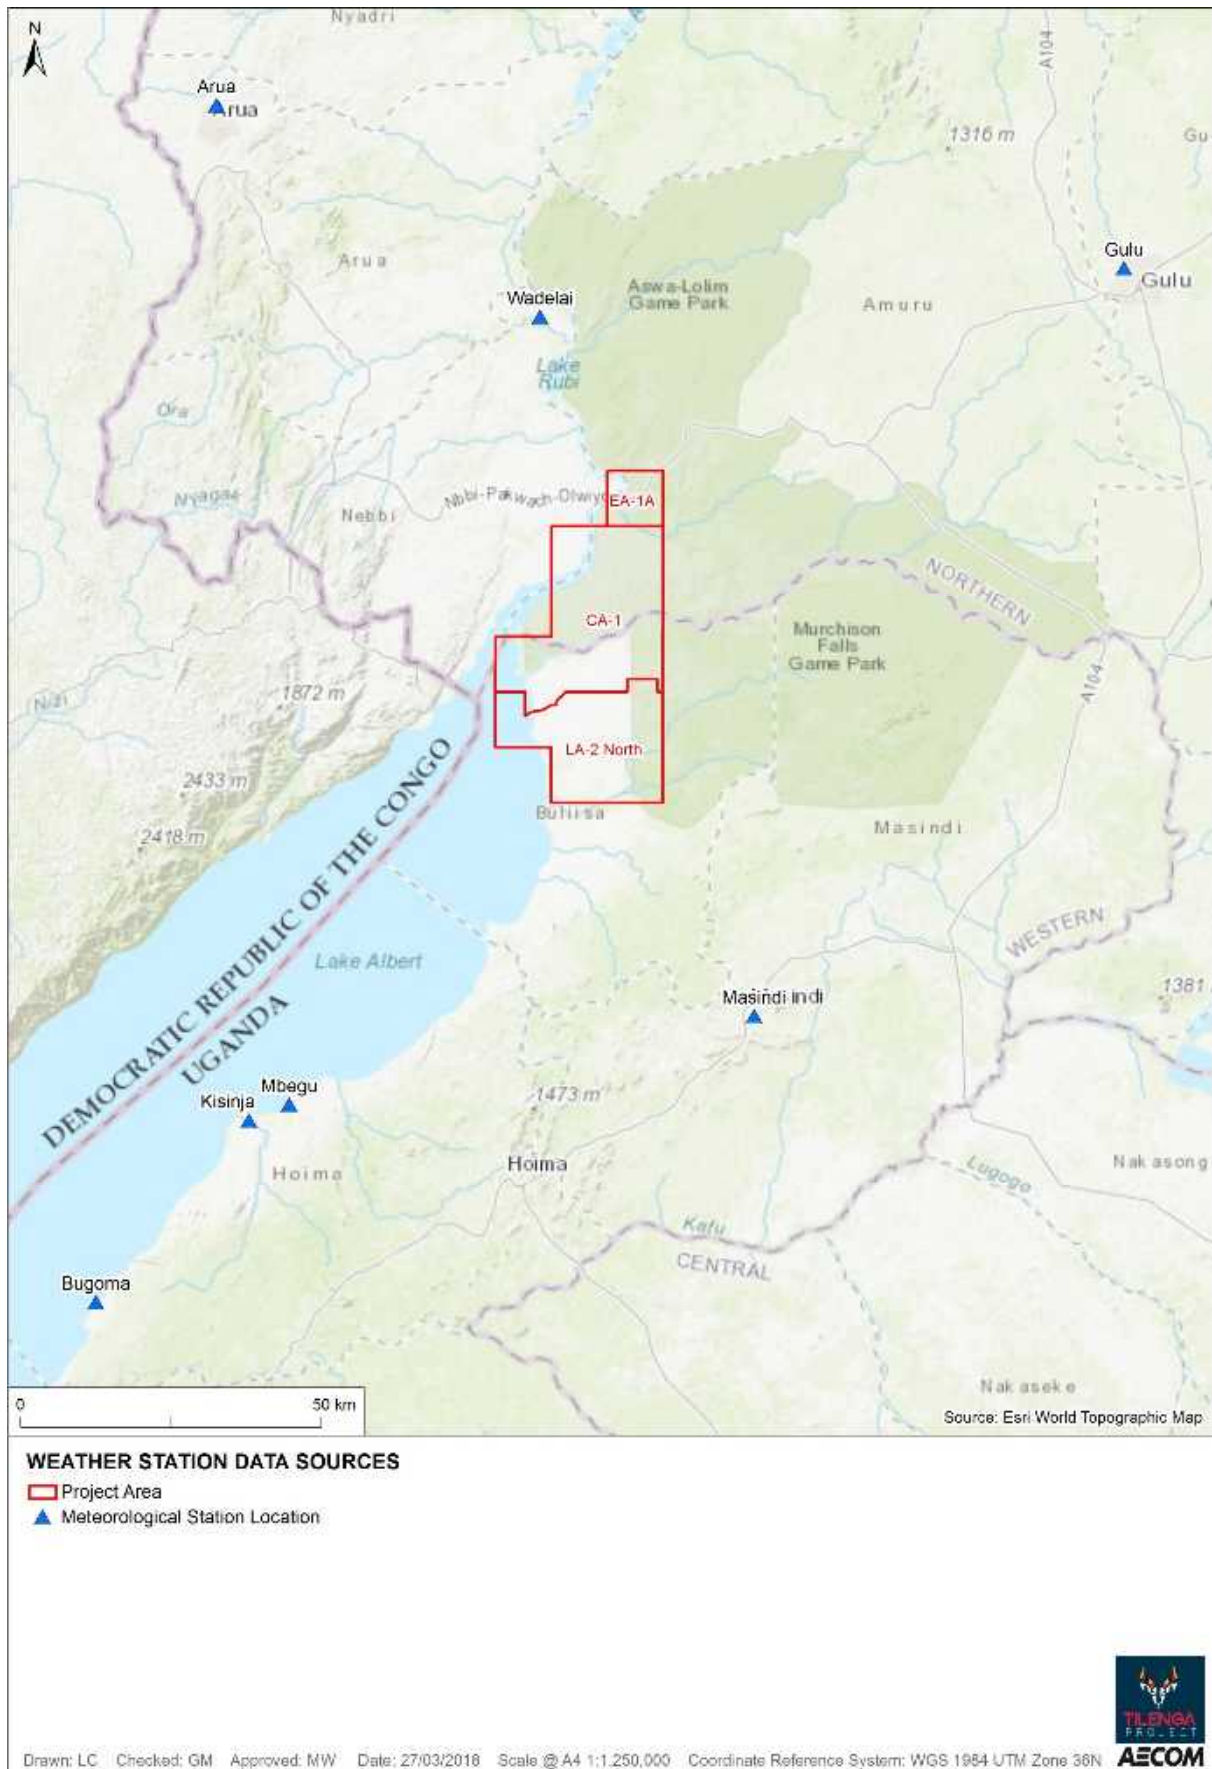 N
Nyadri
A104
Arua
Arua
1316 m
Gu
Gulu
Gulu
Arua
Aswa-Lolim
Game Park
Amuru
Wadelai
Lake
Rubi
Ora
Nyagak
Nebbi
Nbbi-Pakwach-Olwiyo
EA-1A
NORTHERN
CA-1
Murchison
Falls
Game Park
A104
1872 m
LA-2 North
2433 m
2418 m
Buliisa
Masindi
DEMOCRATIC REPUBLIC OF THE CONGO
UGANDA
Lake Albert
WESTERN
Masindi indi
1381
Mbegu
Kisinja
1473 m
Hoima
Hoima
Lugogo
Nakasong
Kafu
CENTRAL
Bugoma
Nakaseke
0 50 km
Source: Esri World Topographic Map
WEATHER STATION DATA SOURCES
Project Area
Meteorological Station Location
TILENGA
PROJECT
Drawn: LC Checked: GM Approved: MW Date: 27/03/2018 Scale @ A4 1:1,250,000 Coordinate Reference System: WGS 1984 UTM Zone 36N AECOM